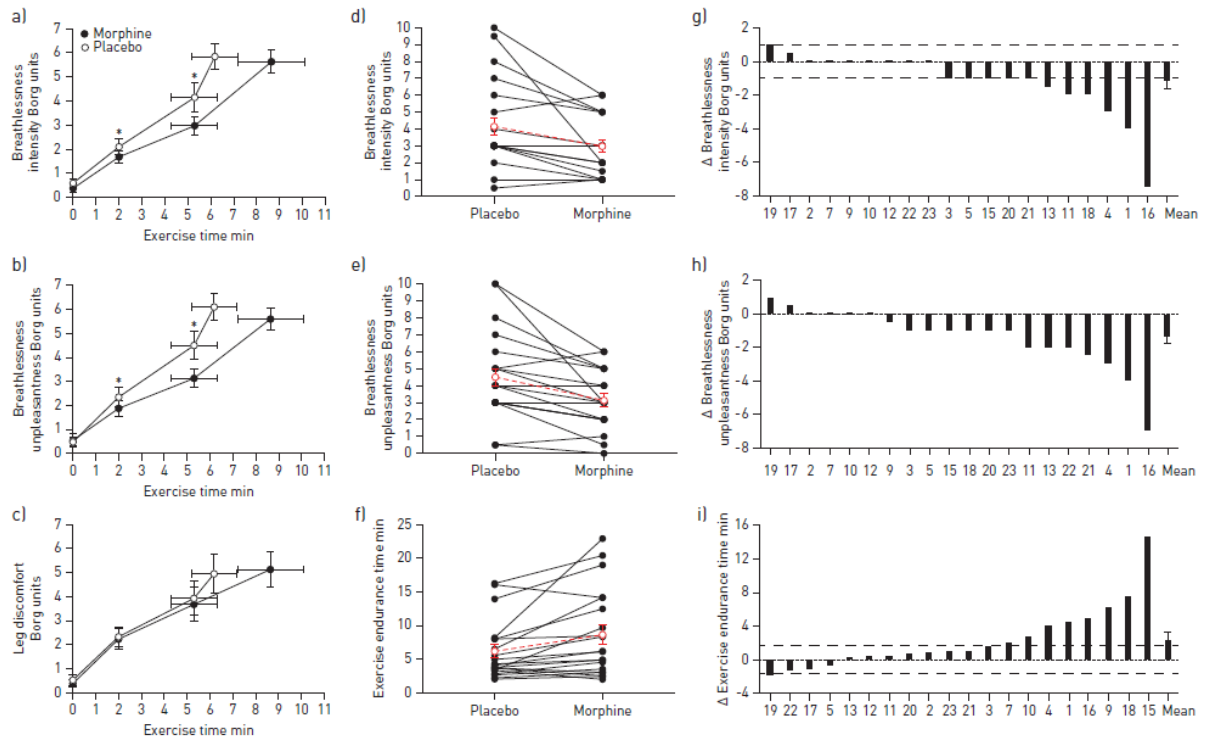 a)
Morphine
Placebo
Breathlessness
intensity Borg units
7
6
5
4
3
2
1
0
*
*
0 1 2 3 4 5 6 7 8 9 10 11
Exercise time min
d)
Breathlessness
intensity Borg units
10
9
8
7
6
5
4
3
2
1
0
Placebo Morphine
g)
Δ Breathlessness
intensity Borg units
2
0
-2
-4
-6
-8
19 17 2 7 9 10 12 22 23 3 5 15 20 21 13 11 18 4 1 16 Mean
b)
Breathlessness
unpleasantness Borg units
7
6
5
4
3
2
1
0
*
*
0 1 2 3 4 5 6 7 8 9 10 11
Exercise time min
e)
Breathlessness
unpleasantness Borg units
10
9
8
7
6
5
4
3
2
1
0
Placebo Morphine
h)
Δ Breathlessness
unpleasantness Borg units
2
0
-2
-4
-6
-8
19 17 2 7 10 12 9 3 5 15 18 20 23 11 13 22 21 4 1 16 Mean
c)
Leg discomfort
Borg units
7
6
5
4
3
2
1
0
0 1 2 3 4 5 6 7 8 9 10 11
Exercise time min
f)
Exercise endurance time min
25
20
15
10
5
0
Placebo Morphine
i)
Δ Exercise endurance time min
16
12
8
4
0
-4
19 22 17 5 13 12 11 20 2 23 21 3 7 10 4 1 16 9 18 15 Mean